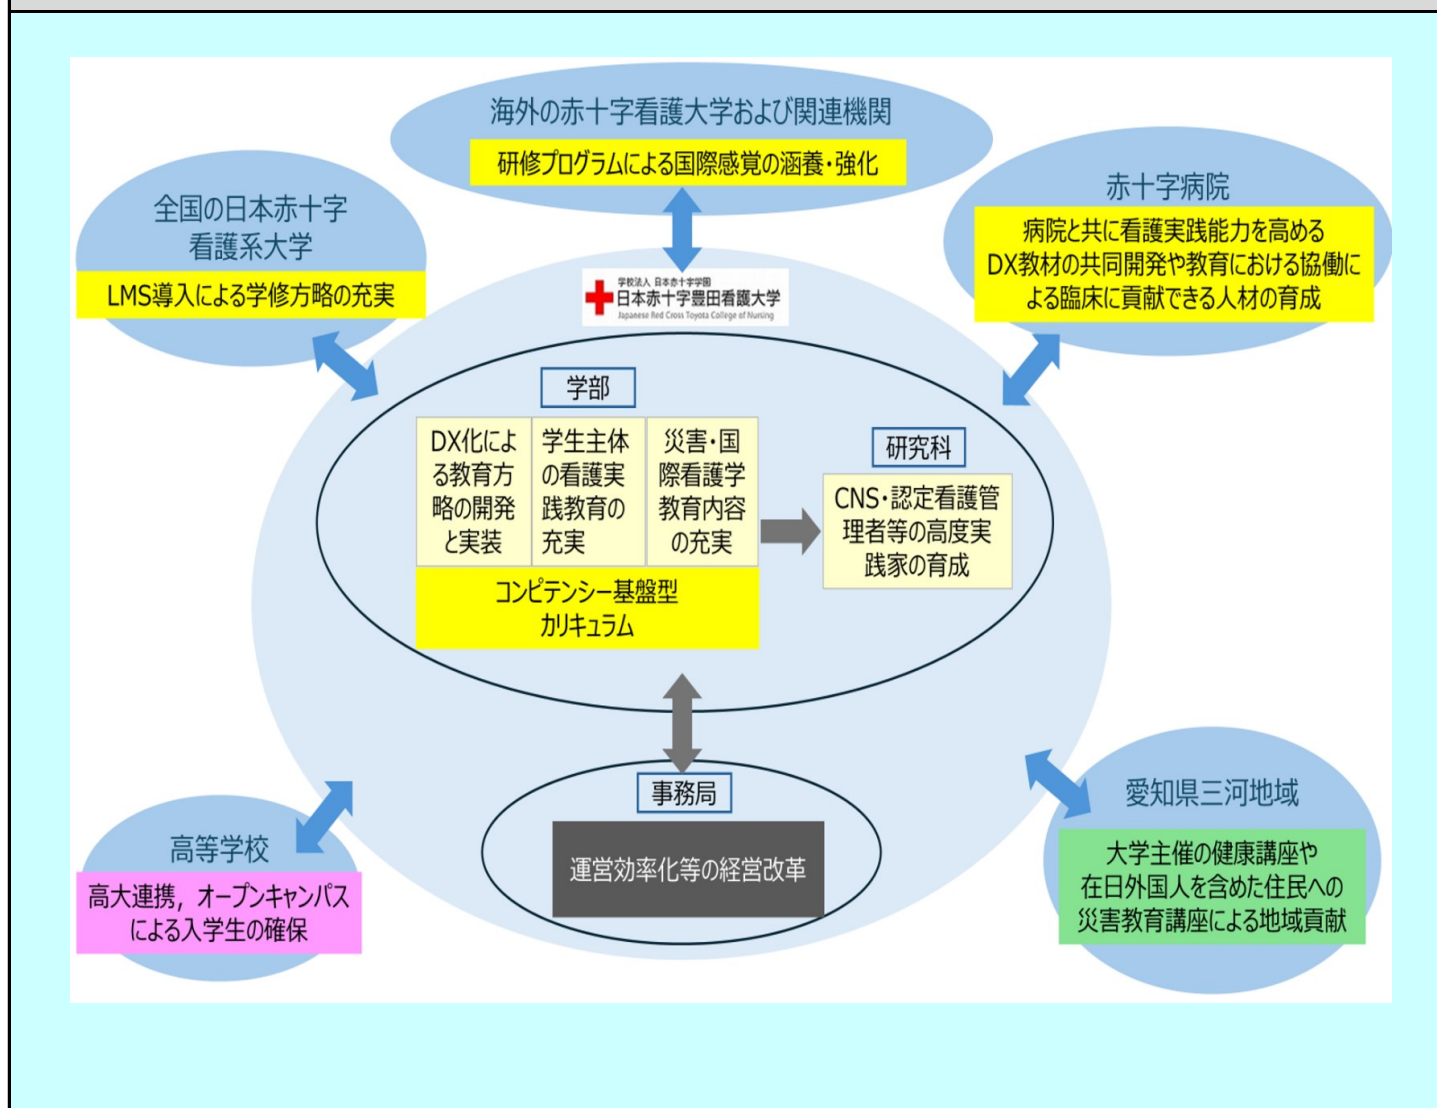 海外の赤十字看護大学および関連機関
研修プログラムによる国際感覚の涵養・強化
全国の日本赤十字
看護系大学
LMS導入による学修方略の充実
赤十字病院
病院と共に看護実践能力を高める
DX教材の共同開発や教育における協働に
よる臨床に貢献できる人材の育成
学校法人 日本赤十字学園
日本赤十字豊田看護大学
Japanese Red Cross Toyota College of Nursing
学部
DX化によ
る教育方
略の開発
と実装
学生主体
の看護実
践教育の
充実
災害・国
際看護学
教育内容
の充実
コンピテンシー基盤型
カリキュラム
研究科
CNS・認定看護管
理者等の高度実
践家の育成
事務局
運営効率化等の経営改革
高等学校
高大連携，オープンキャンパス
による入学生の確保
愛知県三河地域
大学主催の健康講座や
在日外国人を含めた住民への
災害教育講座による地域貢献